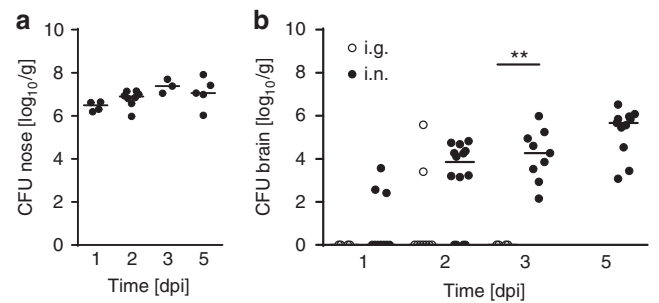 a
CFU nose [log10/g]
10
8
6
4
2
0
1 2 3 5
Time [dpi]
b
CFU brain [log10/g]
10
8
6
4
2
0
i.g.
i.n.
**
1 2 3 5
Time [dpi]